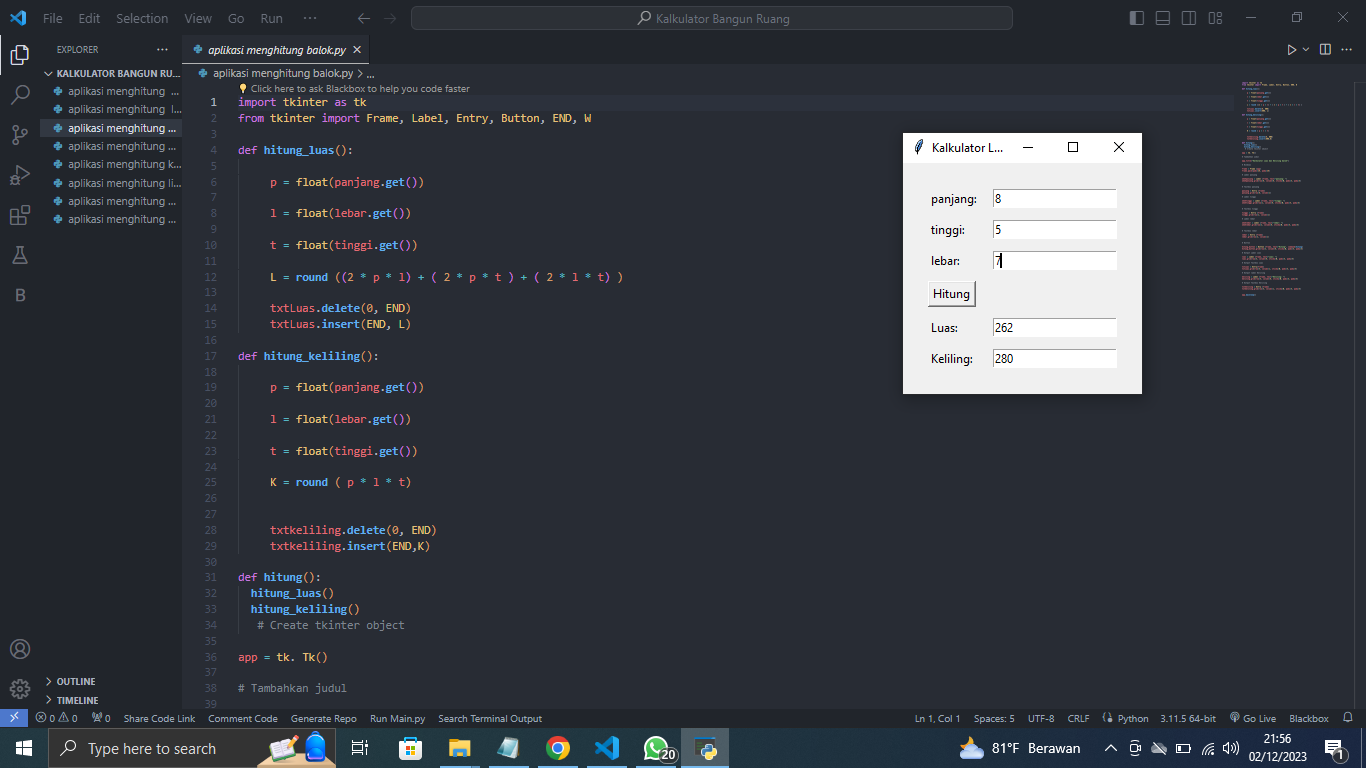 File Edit Selection View Go Run ··· Kalkulator Bangun Ruang
EXPLORER ···
KALKULATOR BANGUN RU...
aplikasi menghitung ...
aplikasi menghitung l...
aplikasi menghitung ...
aplikasi menghitung ...
aplikasi menghitung k...
aplikasi menghitung li...
aplikasi menghitung ...
aplikasi menghitung ...
OUTLINE
TIMELINE
aplikasi menghitung balok.py
aplikasi menghitung balok.py > ...
Click here to ask Blackbox to help you code faster
1 import tkinter as tk
2 from tkinter import Frame, Label, Entry, Button, END, W
3
4 def hitung_luas():
5
6 p = float(panjang.get())
7
8 l = float(lebar.get())
9
10 t = float(tinggi.get())
11
12 L = round ((2 * p * l) + ( 2 * p * t ) + ( 2 * l * t) )
13
14 txtLuas.delete(0, END)
15 txtLuas.insert(END, L)
16
17 def hitung_keliling():
18
19 p = float(panjang.get())
20
21 l = float(lebar.get())
22
23 t = float(tinggi.get())
24
25 K = round ( p * l * t)
26
27
28 txtkeliling.delete(0, END)
29 txtkeliling.insert(END,K)
30
31 def hitung():
32 hitung_luas()
33 hitung_keliling()
34 # Create tkinter object
35
36 app = tk. Tk()
37
38 # Tambahkan judul
39
Kalkulator L...
panjang: 8
tinggi: 5
lebar: 7
Hitung
Luas: 262
Keliling: 280
0 0 0 Share Code Link Comment Code Generate Repo Run Main.py Search Terminal Output Ln 1, Col 1 Spaces: 5 UTF-8 CRLF Python 3.11.5 64-bit Go Live Blackbox
Type here to search 20 81°F Berawan 21:56
02/12/2023 1